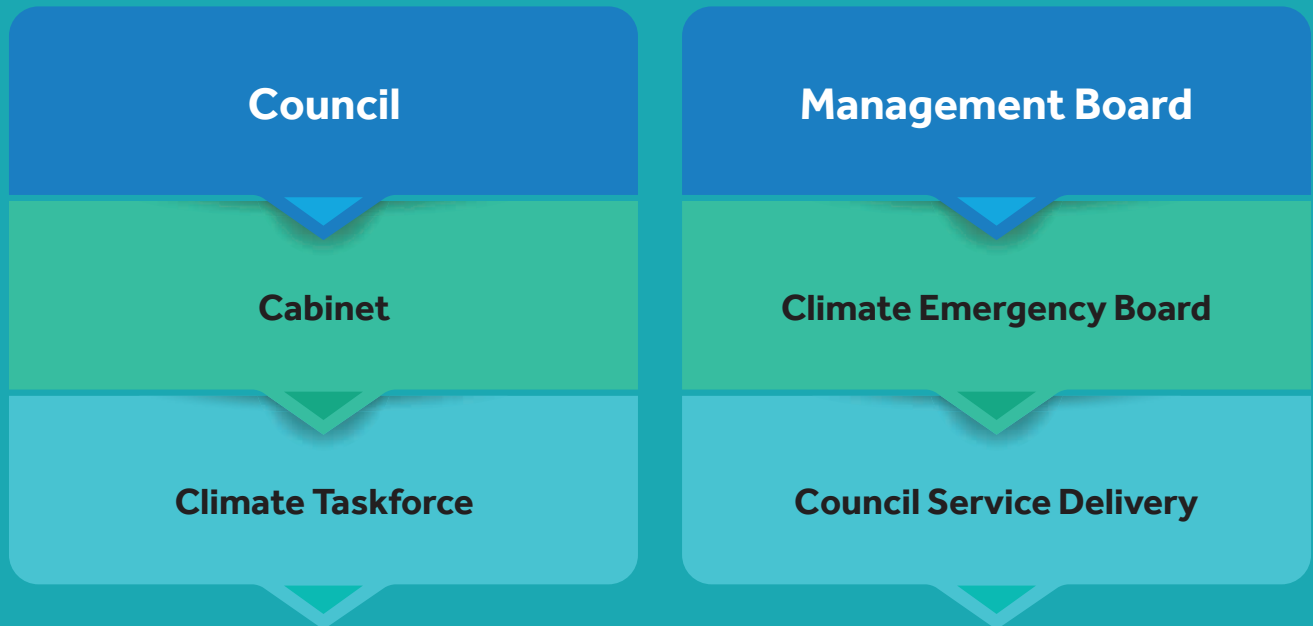 Council
Cabinet
Climate Taskforce
Management Board
Climate Emergency Board
Council Service Delivery